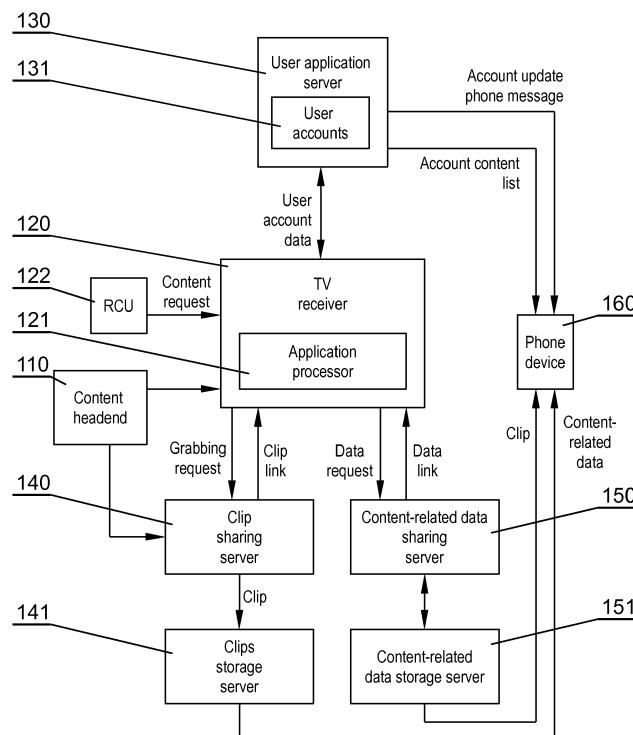 130
User application
server
131
User
accounts
Account update
phone message
Account content
list
User
account
data
120
TV
receiver
122
RCU
Content
request
121
Application
processor
160
Phone
device
110
Content
headend
Grabbing
request
Clip
link
Data
request
Data
link
Clip
Content-
related
data
140
Clip
sharing
server
150
Content-related data
sharing
server
Clip
141
Clips
storage
server
151
Content-related
data storage server